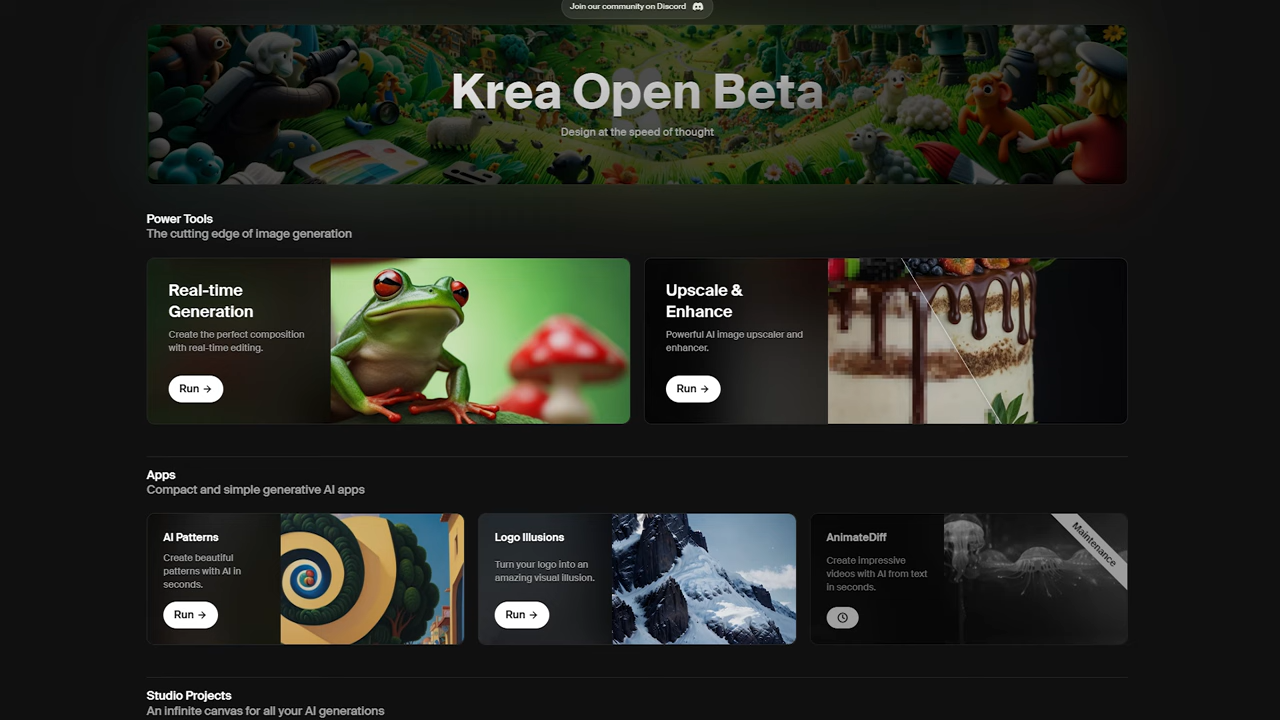 Join our community on Discord
Krea Open Beta
Design at the speed of thought
Power Tools
The cutting edge of image generation
Real-time
Generation
Create the perfect composition
with real-time editing.
Run →
Upscale &
Enhance
Powerful AI image upscaler and
enhancer.
Run →
Apps
Compact and simple generative AI apps
AI Patterns
Create beautiful
patterns with AI in
seconds.
Run →
Logo Illusions
Turn your logo into an
amazing visual illusion.
Run →
AnimateDiff
Create impressive
videos with AI from text
in seconds.
Maintenance
Studio Projects
An infinite canvas for all your AI generations